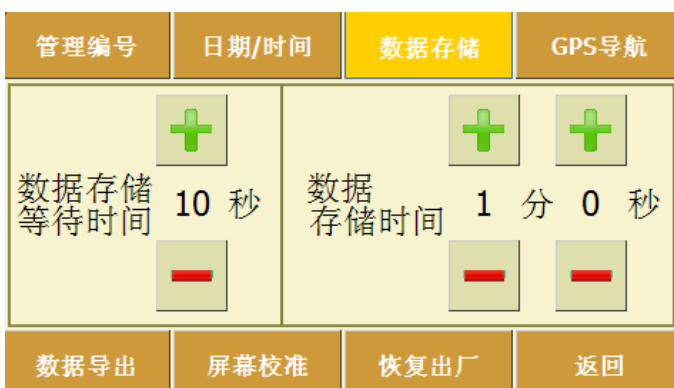 管理编号 日期/时间 数据存储 GPS导航
数据存储
等待时间 10 秒
数据
存储时间 1 分 0 秒
数据导出 屏幕校准 恢复出厂 返回